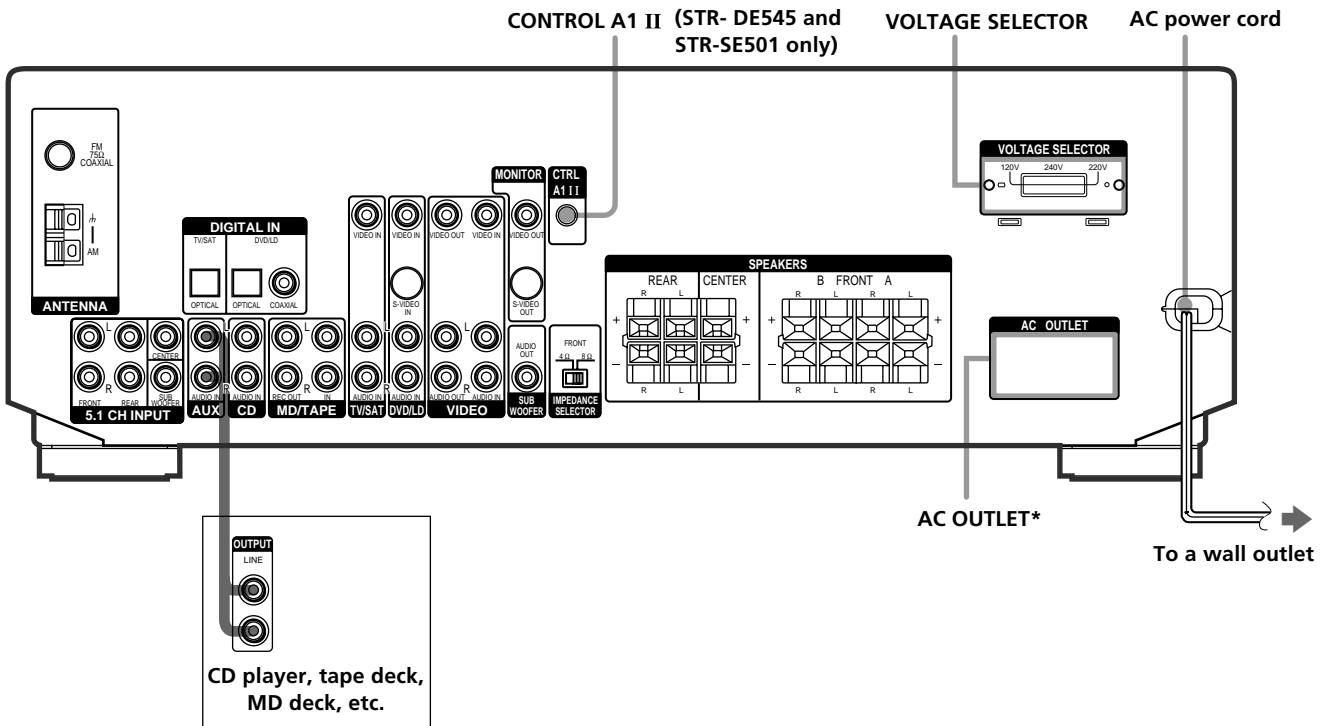 CONTROL A1 II (STR- DE545 and
STR-SE501 only)
VOLTAGE SELECTOR
AC power cord
FM
75Ω
COAXIAL
AM
ANTENNA
DIGITAL IN
TV/SAT
DVD/LD
OPTICAL
OPTICAL
COAXIAL
MONITOR
CTRL
A1 II
VIDEO IN
VIDEO IN
VIDEO OUT
VIDEO IN
VIDEO OUT
S-VIDEO
IN
S-VIDEO
OUT
VOLTAGE SELECTOR
120V
240V
220V
SPEAKERS
REAR
CENTER
B FRONT A
R
L
R
L
R
L
+
+
+
–
–
–
R
L
R
L
R
L
AC OUTLET
L
CENTER
L
L
L
L
L
R
SUB
WOOFER
R
R
R
R
R
FRONT
REAR
AUDIO IN
AUDIO IN
REC OUT
IN
AUDIO IN
AUDIO IN
AUDIO OUT
AUDIO IN
5.1 CH INPUT
AUX
CD
MD/TAPE
TV/SAT
DVD/LD
VIDEO
AUDIO
OUT
SUB
WOOFER
FRONT
4Ω
8Ω
IMPEDANCE
SELECTOR
AC OUTLET*
To a wall outlet
OUTPUT
LINE
CD player, tape deck,
MD deck, etc.